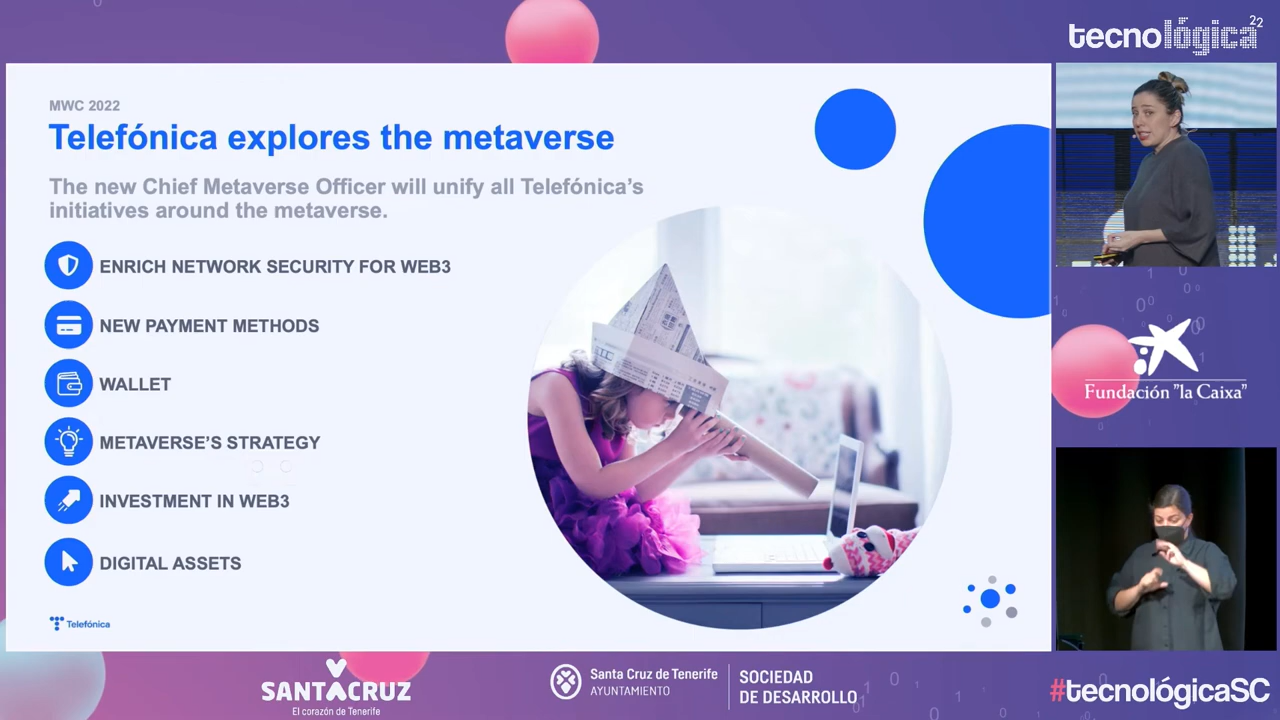 tecnológica22
MWC 2022
Telefónica explores the metaverse
The new Chief Metaverse Officer will unify all Telefónica's
initiatives around the metaverse.
ENRICH NETWORK SECURITY FOR WEB3
NEW PAYMENT METHODS
WALLET
METAVERSE'S STRATEGY
INVESTMENT IN WEB3
DIGITAL ASSETS
Telefónica
Fundación "la Caixa"
SANTACRUZ
El corazón de Tenerife
Santa Cruz de Tenerife
AYUNTAMIENTO
SOCIEDAD
DE DESARROLLO
#tecnológicaSC